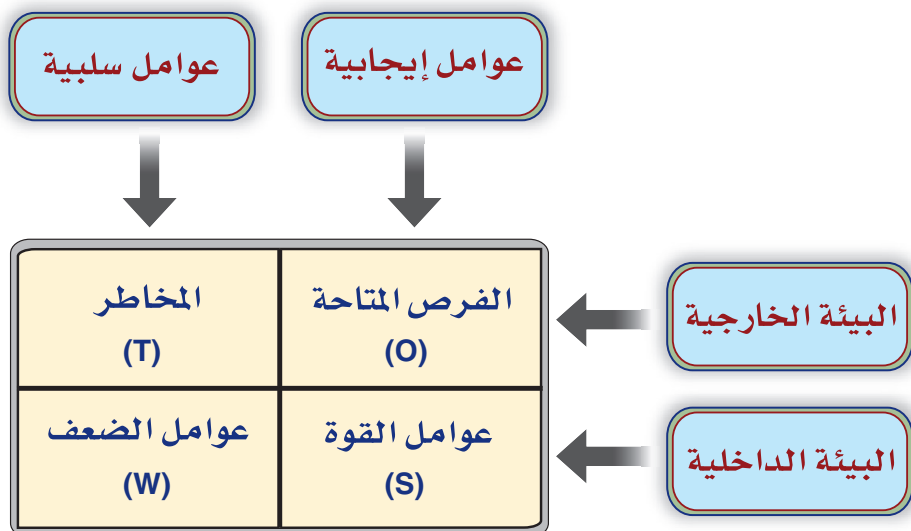 عوامل إيجابية
عوامل سلبية
البيئة الخارجية
الفرص المتاحة
(O)
المخاطر
(T)
البيئة الداخلية
عوامل القوة
(S)
عوامل الضعف
(W)